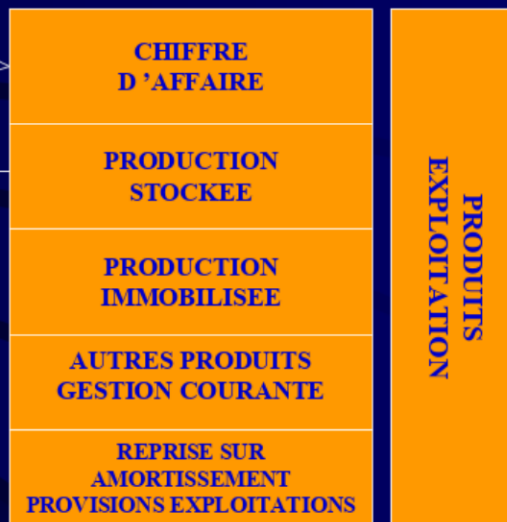 CHIFFRE
D ’AFFAIRE
PRODUCTION
STOCKEE
PRODUCTION
IMMOBILISEE
AUTRES PRODUITS
GESTION COURANTE
REPRISE SUR
AMORTISSEMENT
PROVISIONS EXPLOITATIONS
PRODUITS
EXPLOITATION